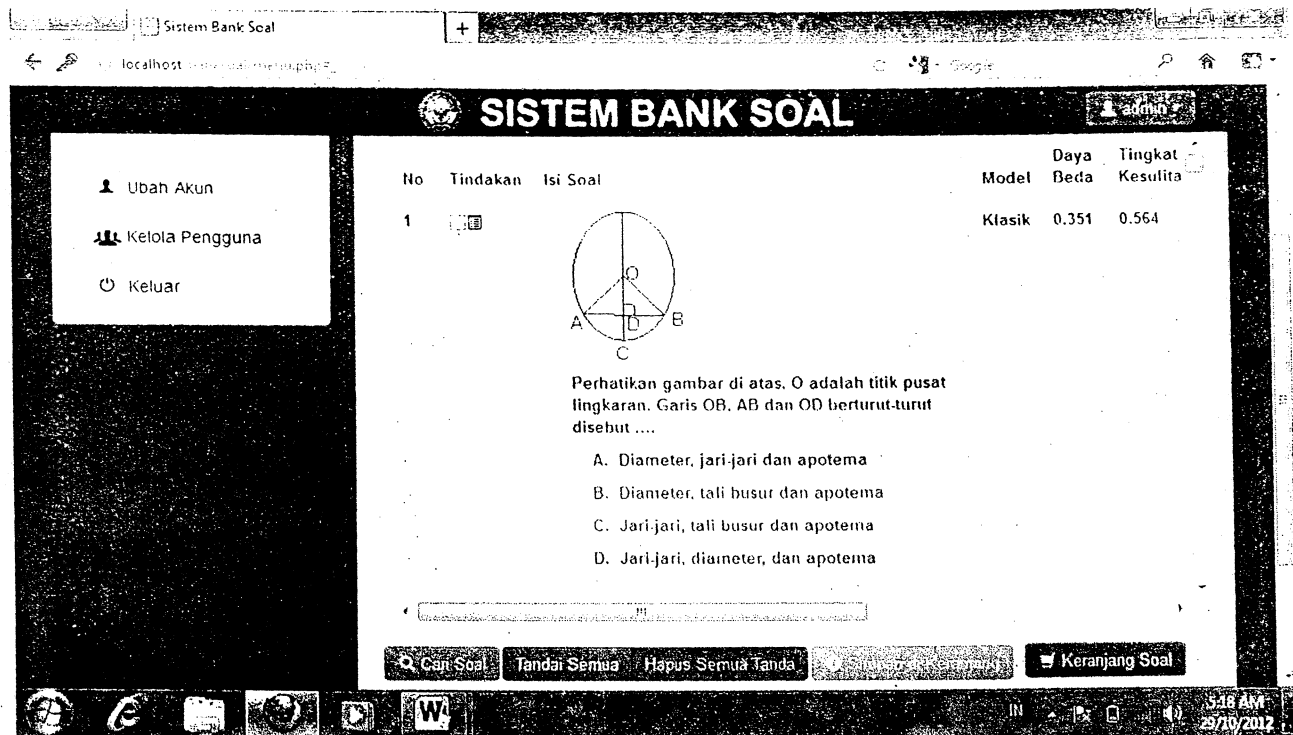 Sistem Bank Soal
+
localhost
Google
SISTEM BANK SOAL
admin
Ubah Akun
Kelola Pengguna
Keluar
No Tindakan Isi Soal Model Daya Beda Tingkat Kesulita
1 Klasik 0.351 0.564
O
A D B
C
Perhatikan gambar di atas, O adalah titik pusat
lingkaran. Garis OB, AB dan OD berturut-turut
disebut ....
A. Diameter, jari-jari dan apotema
B. Diameter, tali busur dan apotema
C. Jari-jari, tali busur dan apotema
D. Jari-jari, diameter, dan apotema
Cari Soal Tandai Semua Hapus Semua Tanda Keranjang Soal
IN 5:18 AM
29/10/2012